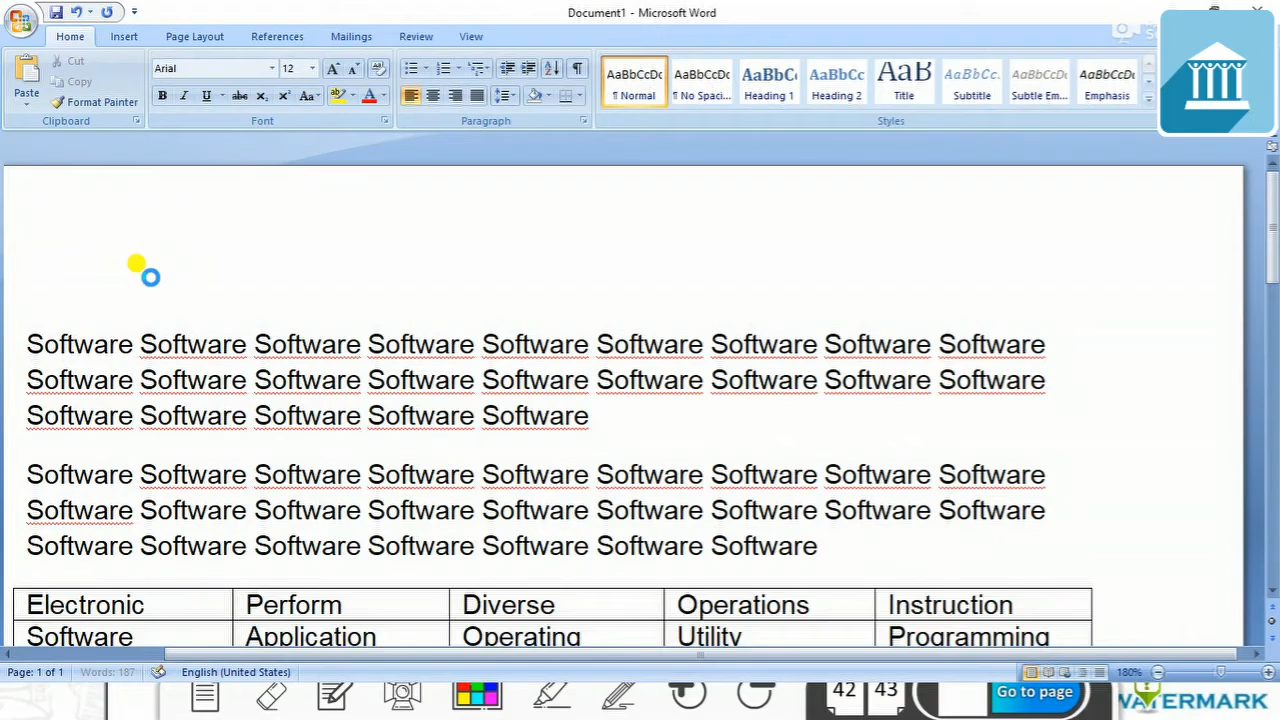 Document1 - Microsoft Word
Home Insert Page Layout References Mailings Review View
Paste
Cut
Copy
Format Painter
Clipboard
Arial 12
Font
Paragraph
AaBbCcDc AaBbCcDc AaBbCc AaBbCc AaB AaBbCc. AaBbCcDc AaBbCcDc
¶ Normal ¶ No Spaci... Heading 1 Heading 2 Title Subtitle Subtle Em... Emphasis
Styles
Software Software Software Software Software Software Software Software Software
Software Software Software Software Software Software Software Software Software
Software Software Software Software Software
Software Software Software Software Software Software Software Software Software
Software Software Software Software Software Software Software Software Software
Software Software Software Software Software Software Software
Electronic Perform Diverse Operations Instruction
Software Application Operating Utility Programming
Page: 1 of 1 Words: 187 English (United States) 180%
42 43 Go to page
WATERMARK